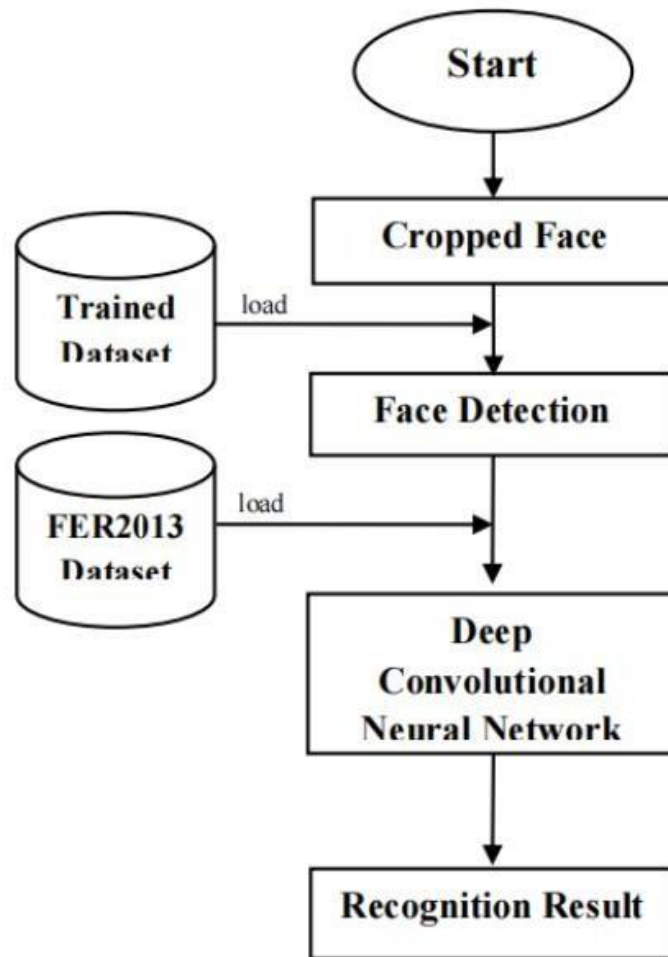 Start
Cropped Face
Trained
Dataset
load
Face Detection
FER2013
Dataset
load
Deep
Convolutional
Neural Network
Recognition Result